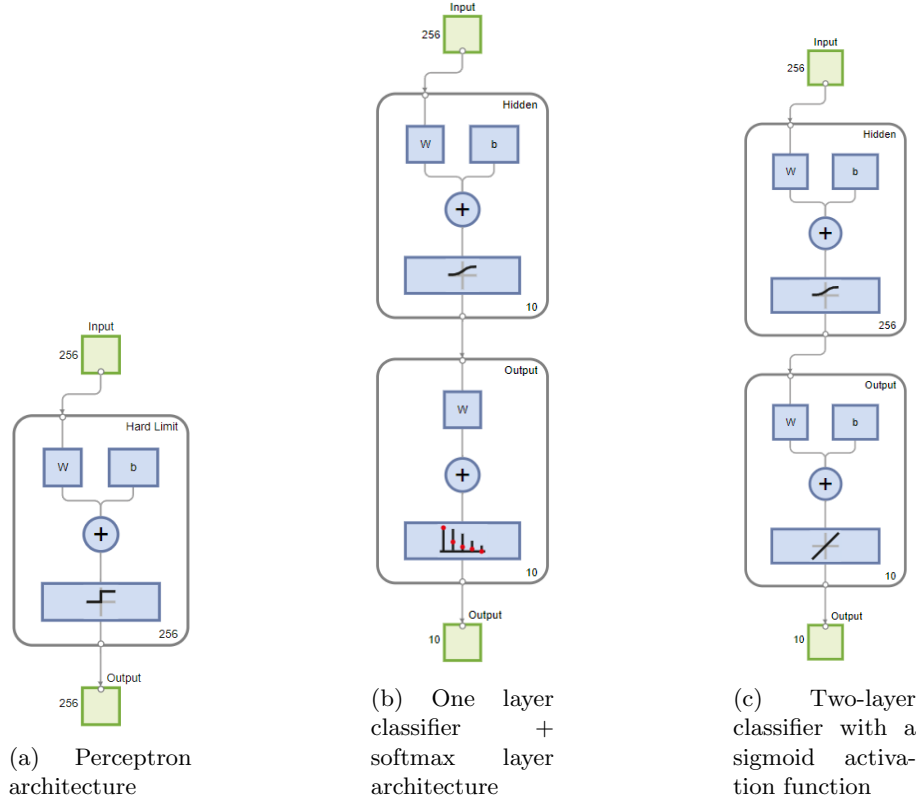 Input
256
Hard Limit
W
b
+
256
Output
256
(a) Perceptron
architecture
Input
256
Hidden
W
b
+
10
Output
W
+
10
Output
10
(b) One layer
classifier +
softmax layer
architecture
Input
256
Hidden
W
b
+
256
Output
W
b
+
10
Output
10
(c) Two-layer
classifier with a
sigmoid activa-
tion function